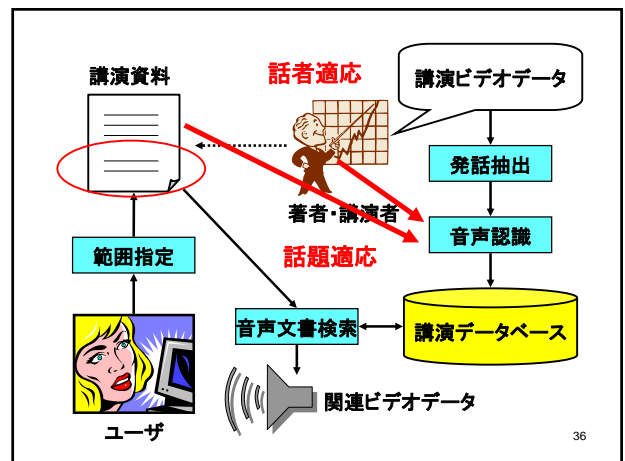 講演資料
話者適応
講演ビデオデータ
発話抽出
著者・講演者
音声認識
範囲指定
話題適応
音声文書検索
講演データベース
関連ビデオデータ
ユーザ
36